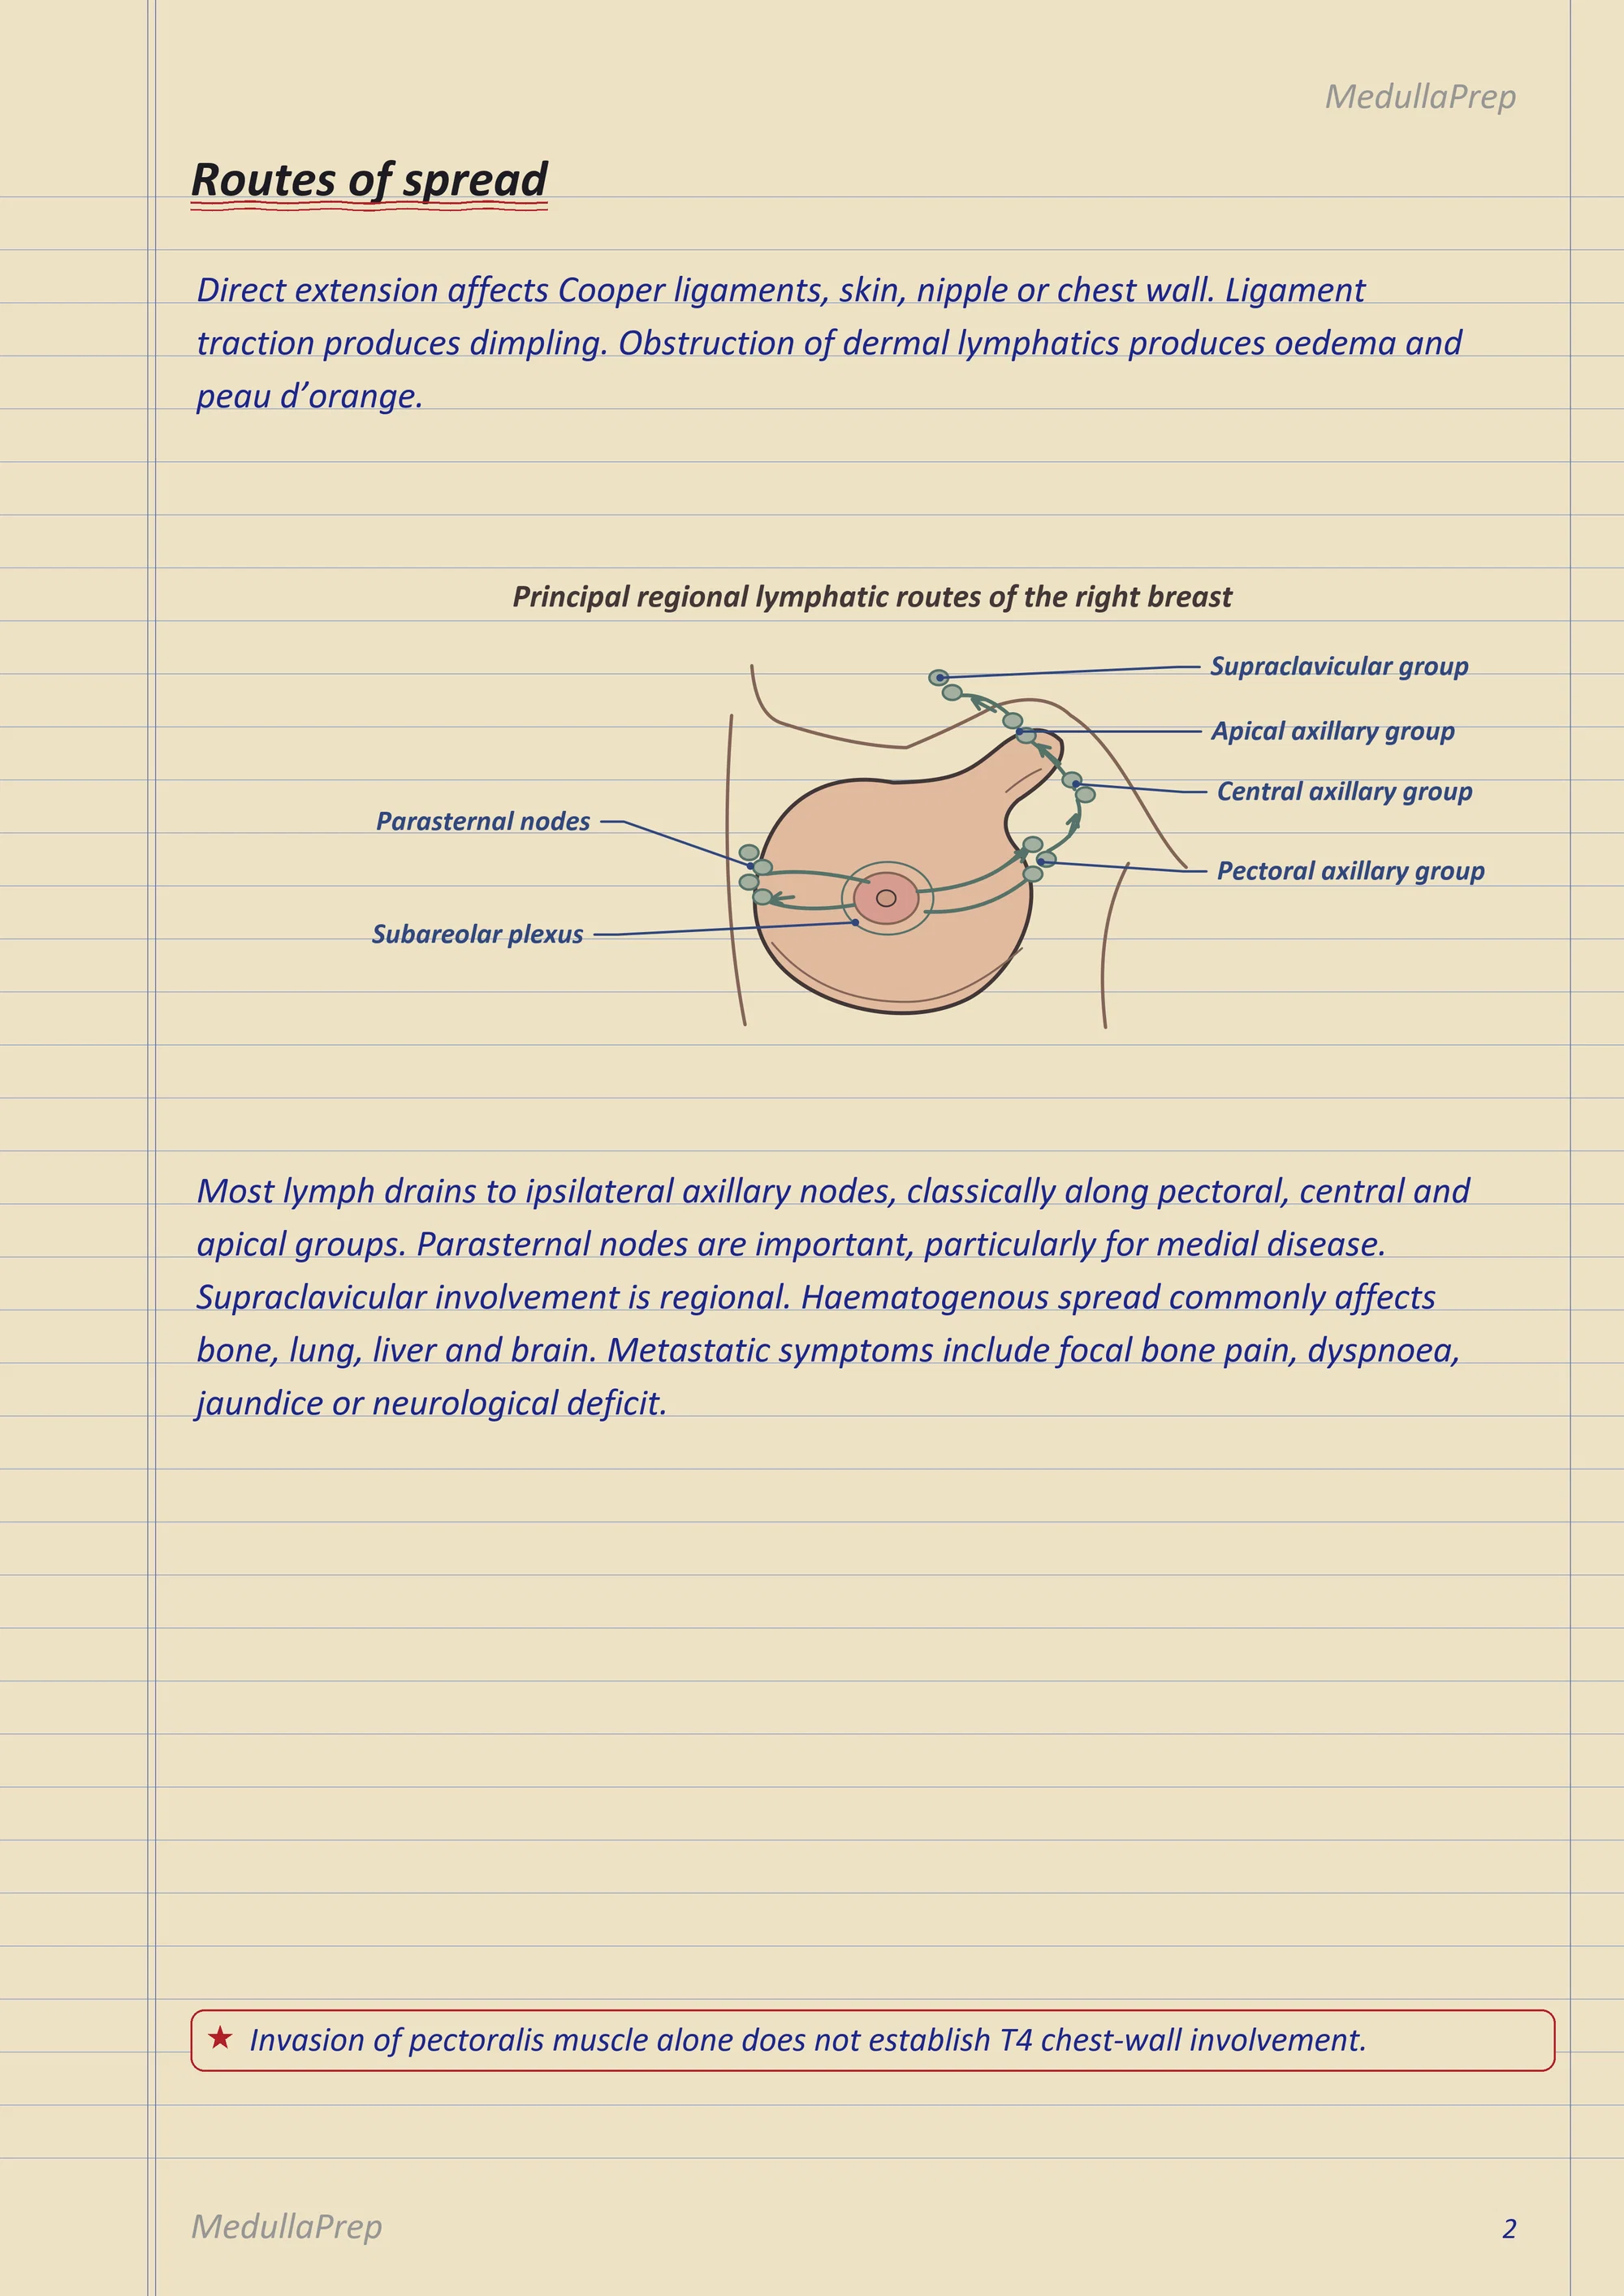 MedullaPrep
Routes of spread
Direct extension affects Cooper ligaments, skin, nipple or chest wall. Ligament
traction produces dimpling. Obstruction of dermal lymphatics produces oedema and
peau d’orange.
Principal regional lymphatic routes of the right breast
Supraclavicular group
Apical axillary group
Central axillary group
Parasternal nodes
Pectoral axillary group
Subareolar plexus
Most lymph drains to ipsilateral axillary nodes, classically along pectoral, central and
apical groups. Parasternal nodes are important, particularly for medial disease.
Supraclavicular involvement is regional. Haematogenous spread commonly affects
bone, lung, liver and brain. Metastatic symptoms include focal bone pain, dyspnoea,
jaundice or neurological deficit.
★ Invasion of pectoralis muscle alone does not establish T4 chest-wall involvement.
MedullaPrep
2